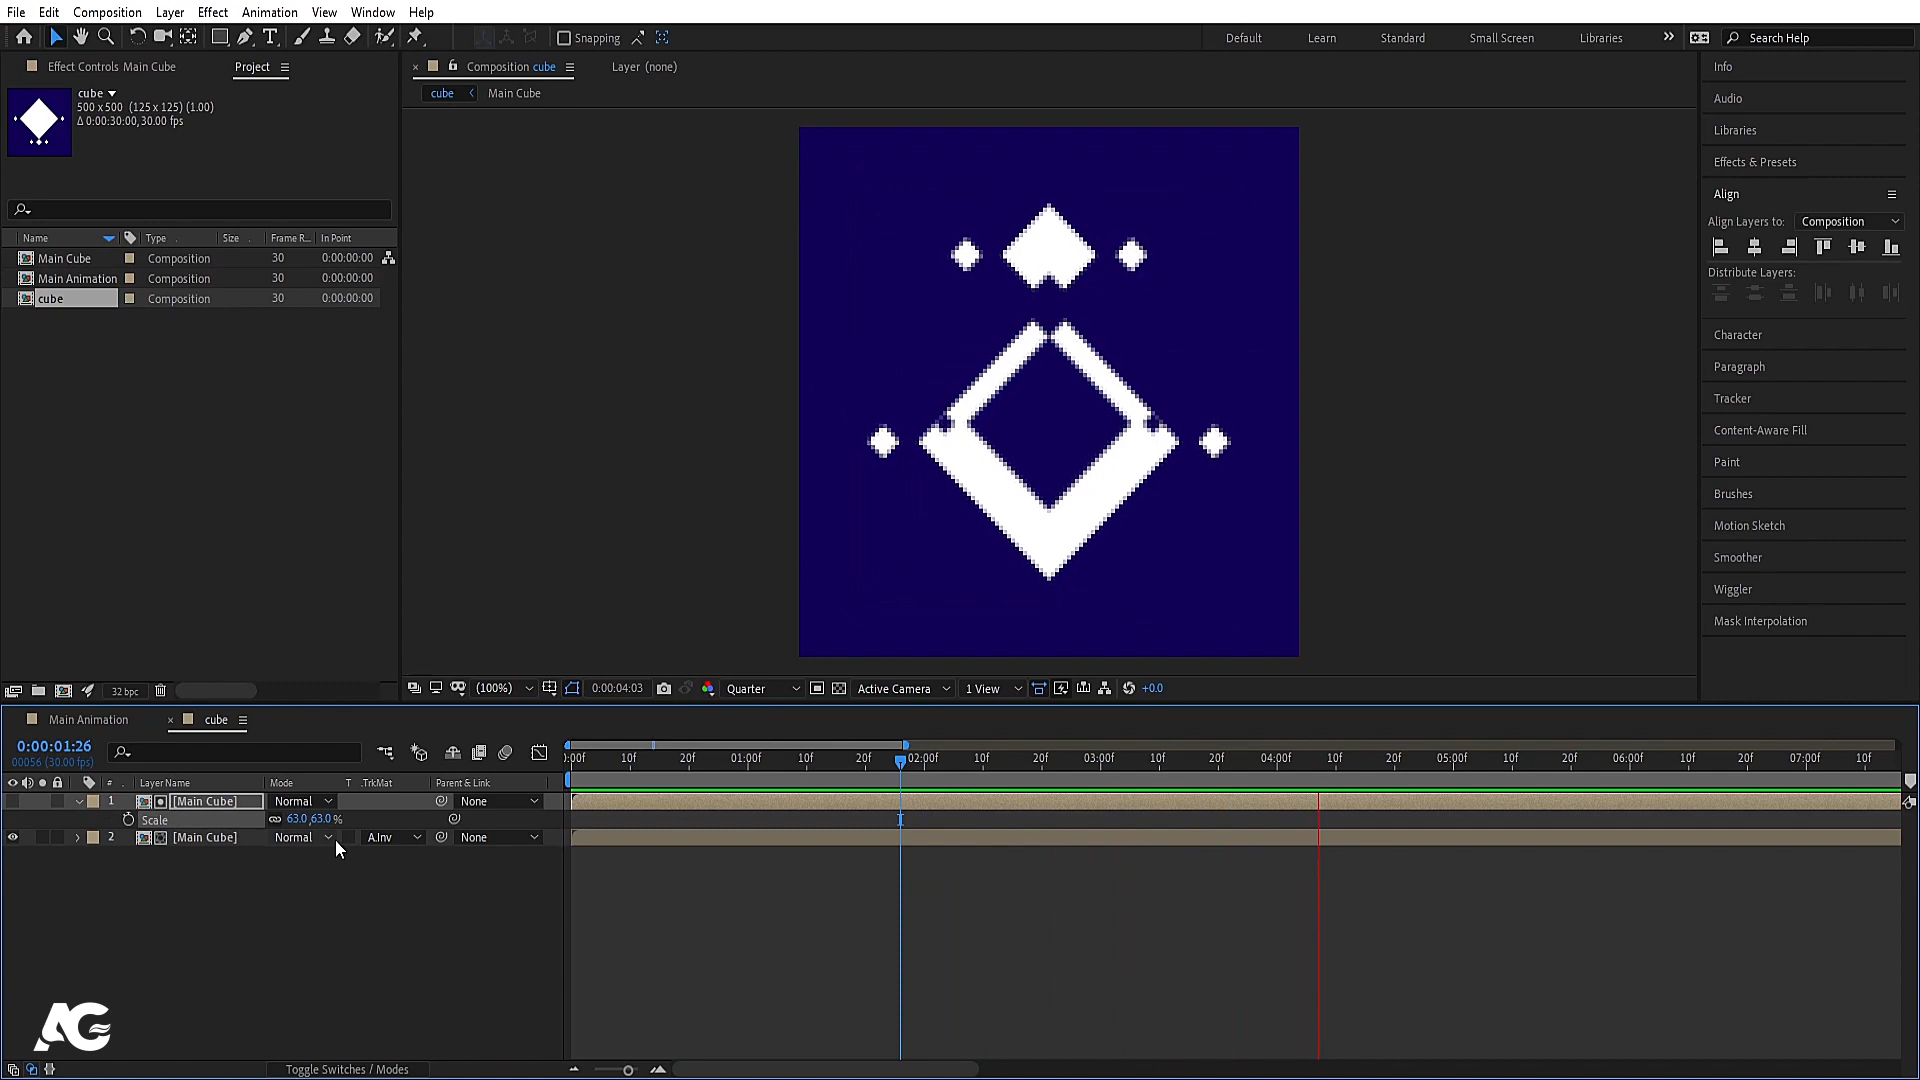 File Edit Composition Layer Effect Animation View Window Help
Snapping Default Learn Standard Small Screen Libraries Search Help
Effect Controls Main Cube Project
Composition cube Layer (none)
cube Main Cube
cube
500 x 500 (125 x 125) (1.00)
Δ 0:00:30:00, 30.00 fps
Name Type Size Frame R... In Point
Main Cube Composition 30 0:00:00:00
Main Animation Composition 30 0:00:00:00
cube Composition 30 0:00:00:00
32 bpc
(100%) 0:00:04:03 Quarter Active Camera 1 View +0.0
Info
Audio
Libraries
Effects & Presets
Align
Align Layers to: Composition
Distribute Layers:
Character
Paragraph
Tracker
Content-Aware Fill
Paint
Brushes
Motion Sketch
Smoother
Wiggler
Mask Interpolation
Main Animation cube
0:00:01:26
00056 (30.00 fps)
):00f 10f 20f 01:00f 10f 20f 02:00f 10f 20f 03:00f 10f 20f 04:00f 10f 20f 05:00f 10f 20f 06:00f 10f 20f 07:00f 10f
# Layer Name Mode T .TrkMat Parent & Link
1 [Main Cube] Normal None
Scale 63.0,63.0 %
2 [Main Cube] Normal A.Inv None
AG
Toggle Switches / Modes